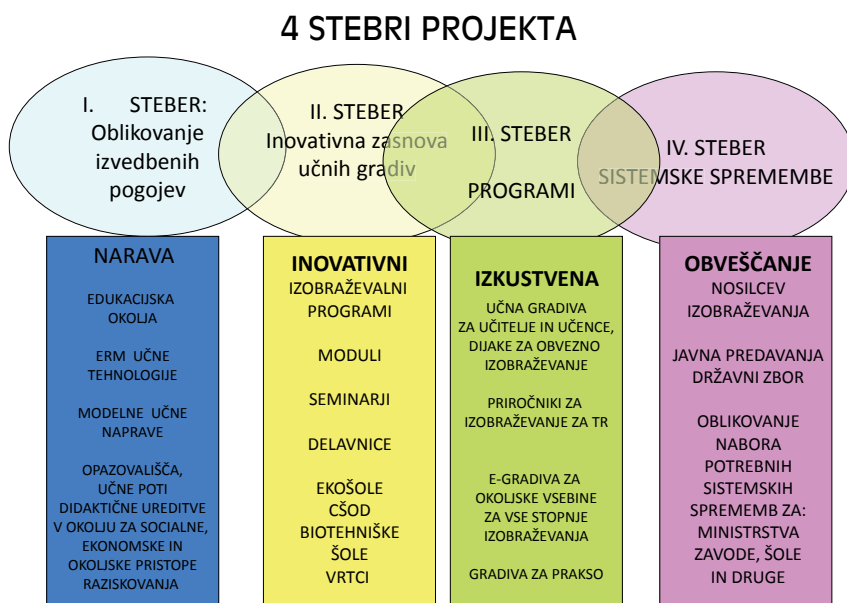 4 STEBRI PROJEKTA
I. STEBER:
Oblikovanje
izvedbenih
pogojev
II. STEBER
Inovativna zasnova
učnih gradiv
III. STEBER
PROGRAMI
IV. STEBER
SISTEMSKE SPREMEMBE
NARAVA
EDUKACIJSKA
OKOLJA
ERM UČNE
TEHNOLOGIJE
MODELNE UČNE
NAPRAVE
OPAZOVALIŠČA,
UČNE POTI
DIDAKTIČNE UREDITVE
V OKOLJU ZA SOCIALNE,
EKONOMSKE IN
OKOLJSKE PRISTOPE
RAZISKOVANJA
INOVATIVNI
IZOBRAŽEVALNI
PROGRAMI
MODULI
SEMINARJI
DELAVNICE
EKOŠOLE
CŠOD
BIOTEHNIŠKE
ŠOLE
VRTCI
IZKUSTVENA
UČNA GRADIVA
ZA UČITELJE IN UČENCE,
DIJAKE ZA OBVEZNO
IZOBRAŽEVANJE
PRIROČNIKI ZA
IZOBRAŽEVANJE ZA TR
E-GRADIVA ZA
OKOLJSKE VSEBINE
ZA VSE STOPNJE
IZOBRAŽEVANJA
GRADIVA ZA PRAKSO
OBVEŠČANJE
NOSILCEV
IZOBRAŽEVANJA
JAVNA PREDAVANJA
DRŽAVNI ZBOR
OBLIKOVANJE
NABORA
POTREBNIH
SISTEMSKIH
SPREMEMB ZA:
MINISTRSTVA
ZAVODE, ŠOLE
IN DRUGE